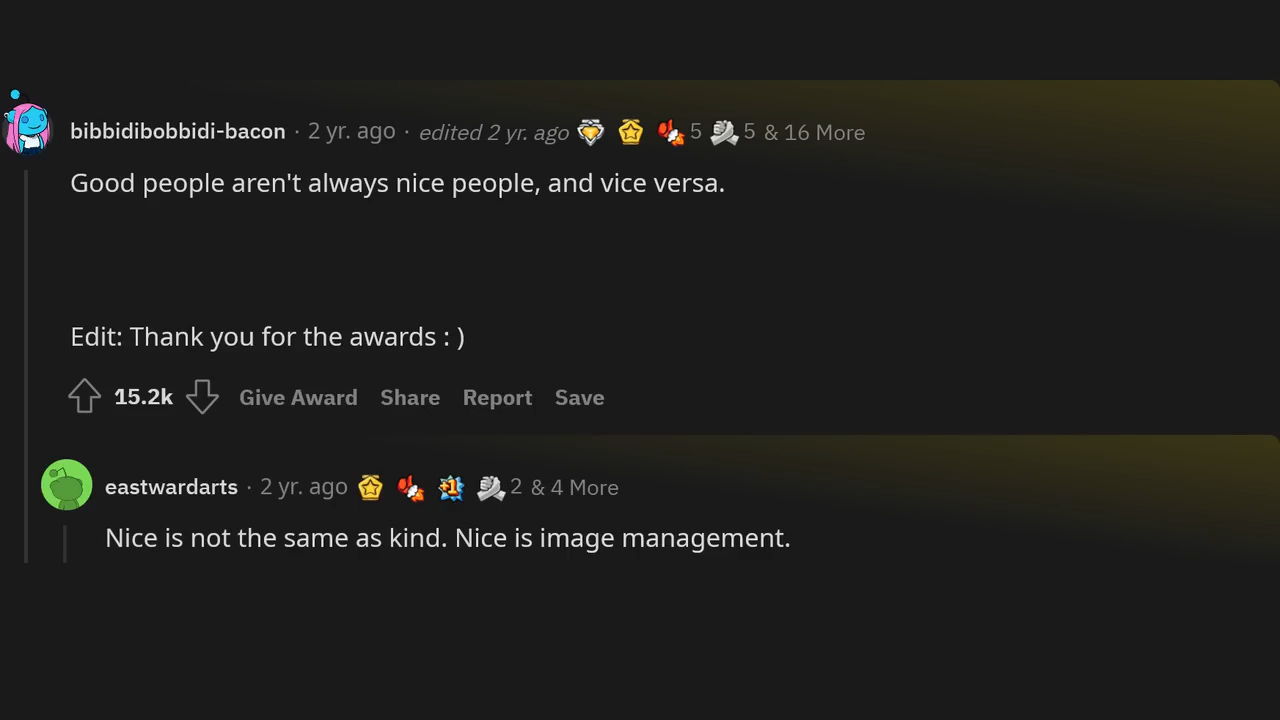 bibbidibobbidi-bacon · 2 yr. ago · edited 2 yr. ago 5 5 & 16 More
Good people aren't always nice people, and vice versa.
Edit: Thank you for the awards : )
15.2k Give Award Share Report Save
eastwardarts · 2 yr. ago +1 2 & 4 More
Nice is not the same as kind. Nice is image management.